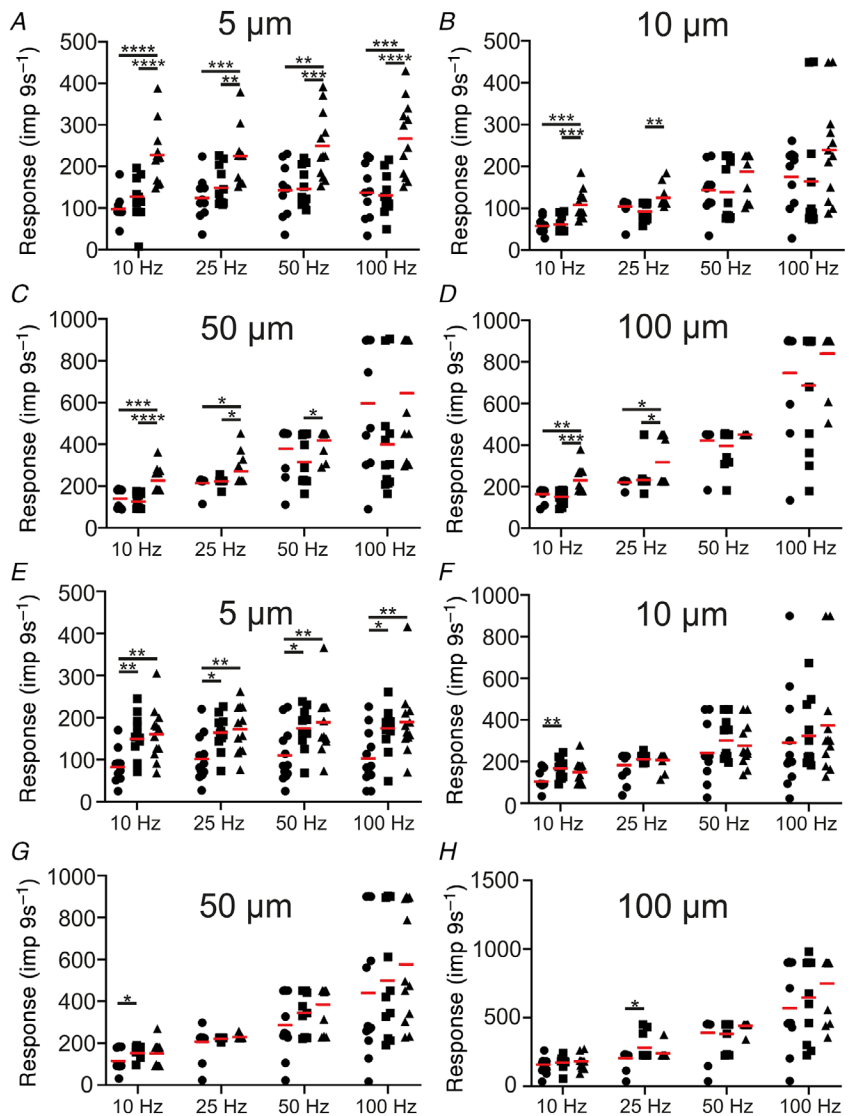 A
5 µm
Response (imp 9s⁻¹)
500
400
300
200
100
0
**** **** *** ** ** *** *** ****
10 Hz 25 Hz 50 Hz 100 Hz
B
10 µm
Response (imp 9s⁻¹)
500
400
300
200
100
0
*** *** **
10 Hz 25 Hz 50 Hz 100 Hz
C
50 µm
Response (imp 9s⁻¹)
1000
800
600
400
200
0
*** **** * * *
10 Hz 25 Hz 50 Hz 100 Hz
D
100 µm
Response (imp 9s⁻¹)
1000
800
600
400
200
0
** *** * *
10 Hz 25 Hz 50 Hz 100 Hz
E
5 µm
Response (imp 9s⁻¹)
500
400
300
200
100
0
** ** ** * ** * ** *
10 Hz 25 Hz 50 Hz 100 Hz
F
10 µm
Response (imp 9s⁻¹)
1000
800
600
400
200
0
**
10 Hz 25 Hz 50 Hz 100 Hz
G
50 µm
Response (imp 9s⁻¹)
1000
800
600
400
200
0
*
10 Hz 25 Hz 50 Hz 100 Hz
H
100 µm
Response (imp 9s⁻¹)
1500
1000
500
0
*
10 Hz 25 Hz 50 Hz 100 Hz